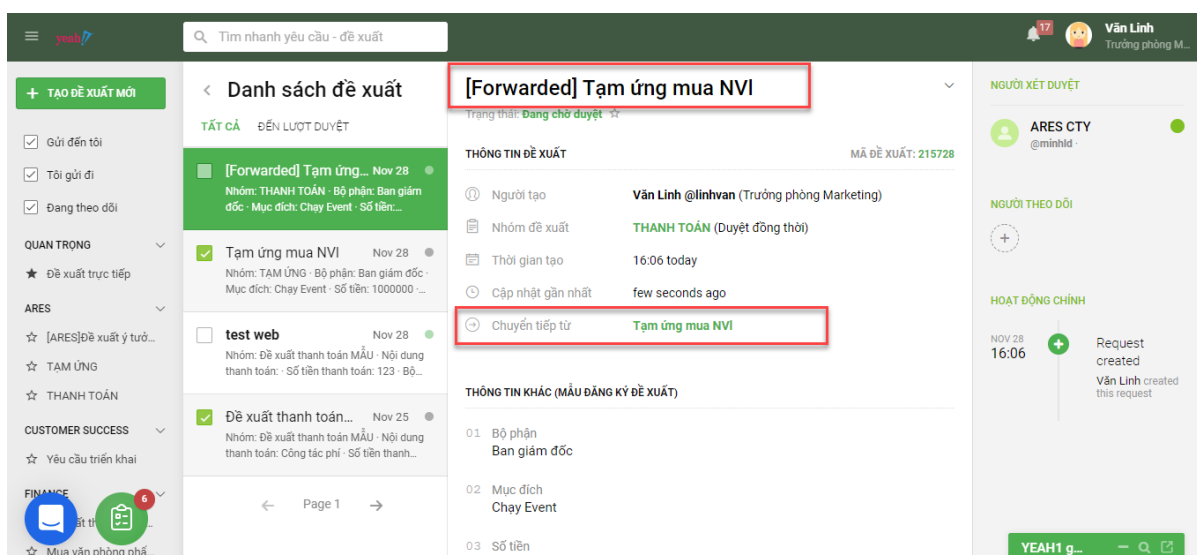 yeah1
Tìm nhanh yêu cầu - đề xuất
17
Văn Linh
Trưởng phòng M...
+ TẠO ĐỀ XUẤT MỚI
Gửi đến tôi
Tôi gửi đi
Đang theo dõi
QUAN TRỌNG
Đề xuất trực tiếp
ARES
[ARES]Đề xuất ý tưở...
TẠM ỨNG
THANH TOÁN
CUSTOMER SUCCESS
Yêu cầu triển khai
FINANCE
6
Mua văn phòng phẩ...
Danh sách đề xuất
TẤT CẢ ĐẾN LƯỢT DUYỆT
[Forwarded] Tạm ứng... Nov 28
Nhóm: THANH TOÁN · Bộ phận: Ban giám
đốc · Mục đích: Chạy Event · Số tiền:...
Tạm ứng mua NVl Nov 28
Nhóm: TẠM ỨNG · Bộ phận: Ban giám đốc ·
Mục đích: Chạy Event · Số tiền: 1000000 ·...
test web Nov 28
Nhóm: Đề xuất thanh toán MẪU · Nội dung
thanh toán: · Số tiền thanh toán: 123 · Bộ...
Đề xuất thanh toán... Nov 25
Nhóm: Đề xuất thanh toán MẪU · Nội dung
thanh toán: Công tác phí · Số tiền thanh...
← Page 1 →
[Forwarded] Tạm ứng mua NVl
Trạng thái: Đang chờ duyệt
THÔNG TIN ĐỀ XUẤT MÃ ĐỀ XUẤT: 215728
Người tạo Văn Linh @linhvan (Trưởng phòng Marketing)
Nhóm đề xuất THANH TOÁN (Duyệt đồng thời)
Thời gian tạo 16:06 today
Cập nhật gần nhất few seconds ago
Chuyển tiếp từ Tạm ứng mua NVl
THÔNG TIN KHÁC (MẪU ĐĂNG KÝ ĐỀ XUẤT)
01 Bộ phận
Ban giám đốc
02 Mục đích
Chạy Event
03 Số tiền
NGƯỜI XÉT DUYỆT
ARES CTY
@minhld ·
NGƯỜI THEO DÕI
HOẠT ĐỘNG CHÍNH
NOV 28
16:06
Request
created
Văn Linh created
this request
YEAH1 g...